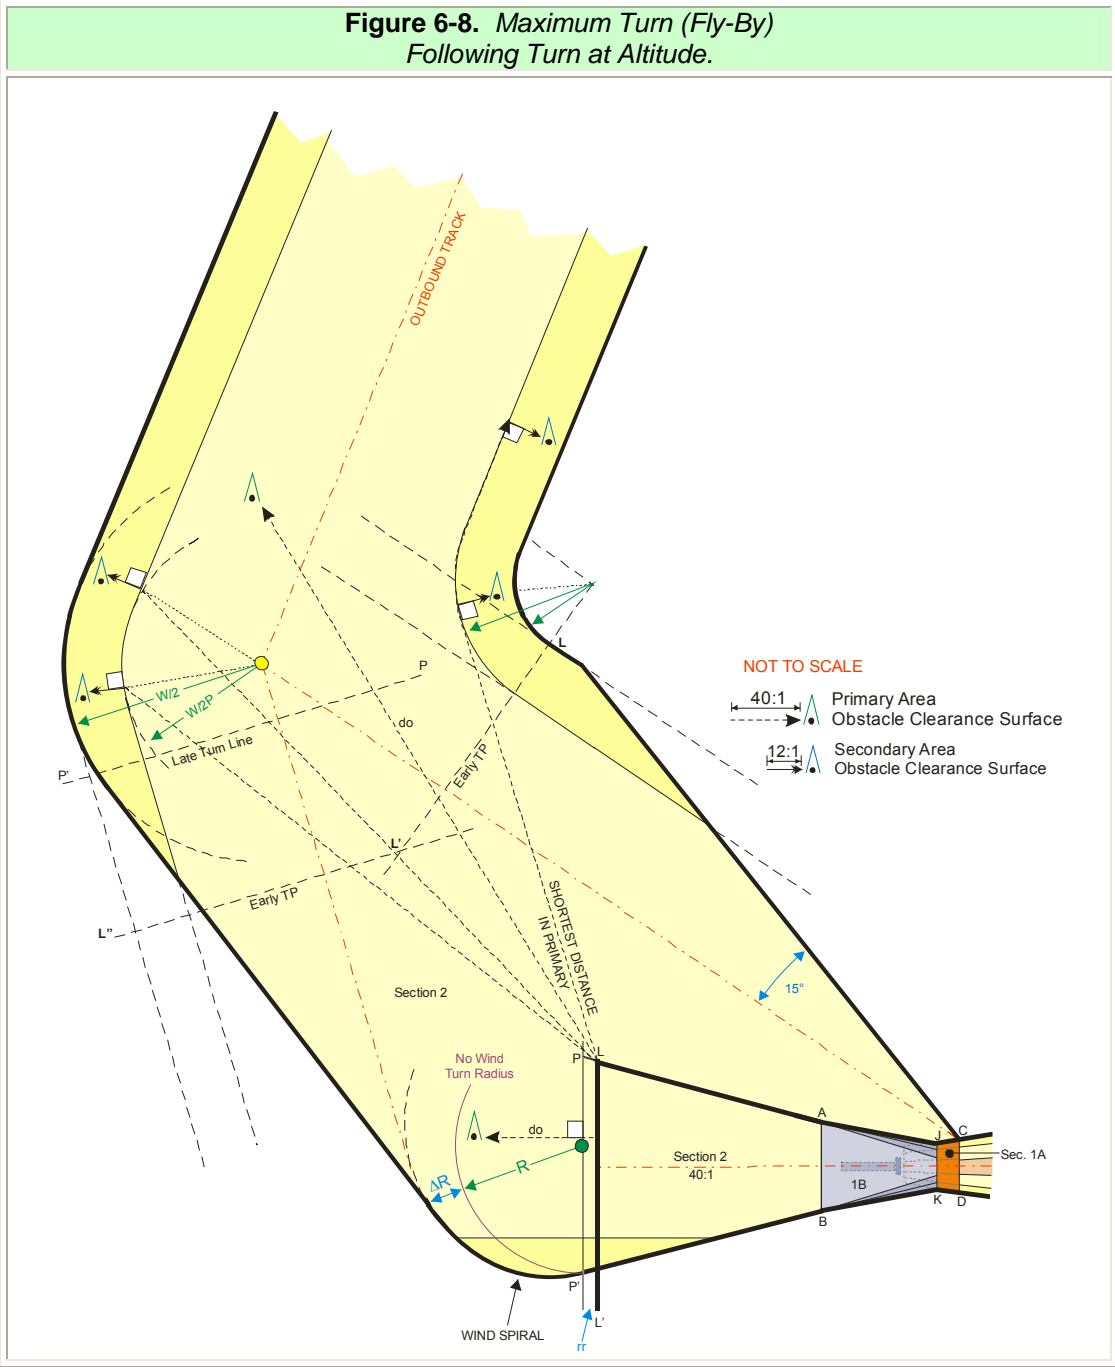 Figure 6-8. Maximum Turn (Fly-By)
Following Turn at Altitude.
OUTBOUND TRACK
L
P
W/2
W/2P
do
Late Turn Line
P'
Early TP
NOT TO SCALE
40:1
Primary Area
Obstacle Clearance Surface
12:1
Secondary Area
Obstacle Clearance Surface
L'
Early TP
L"
SHORTEST DISTANCE
IN PRIMARY
15°
Section 2
No Wind
Turn Radius
P
L
A
J
C
do
Section 2
40:1
Sec. 1A
1B
R
ΔR
K
D
B
P'
L'
WIND SPIRAL
rr